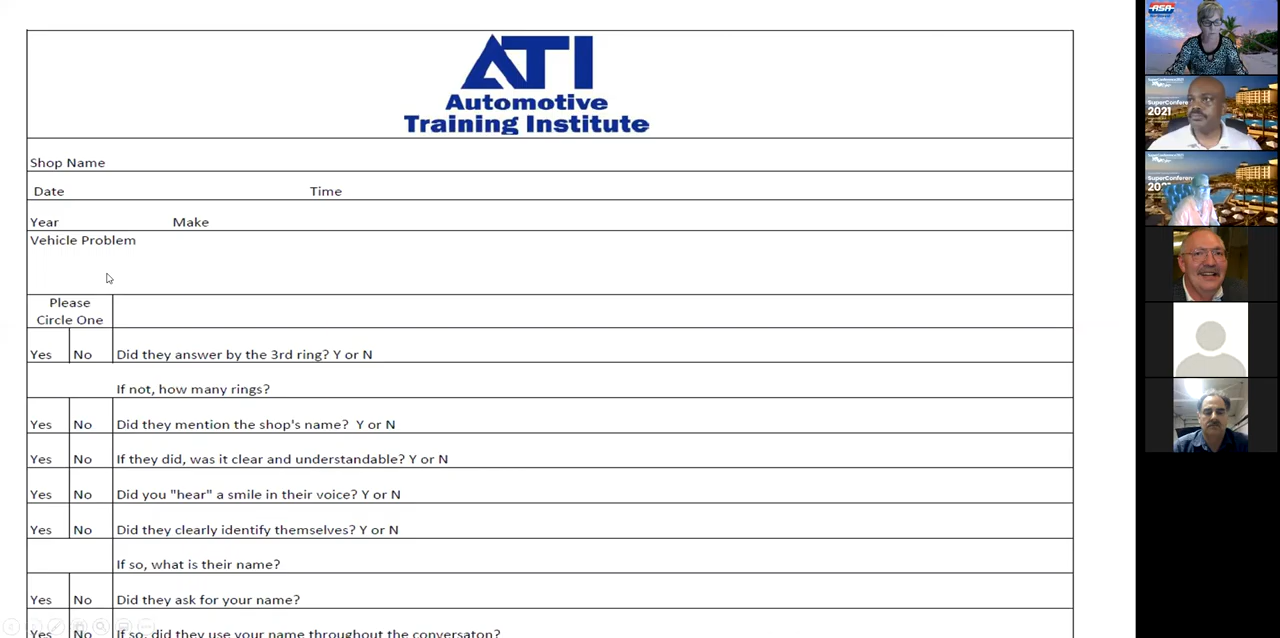 ATI
Automotive
Training Institute
Shop Name
Date Time
Year Make
Vehicle Problem
Please
Circle One
Yes No Did they answer by the 3rd ring? Y or N
If not, how many rings?
Yes No Did they mention the shop's name? Y or N
Yes No If they did, was it clear and understandable? Y or N
Yes No Did you "hear" a smile in their voice? Y or N
Yes No Did they clearly identify themselves? Y or N
If so, what is their name?
Yes No Did they ask for your name?
Yes No If so, did they use your name throughout the conversaton?
ASA
SuperConference
2021
SuperConference